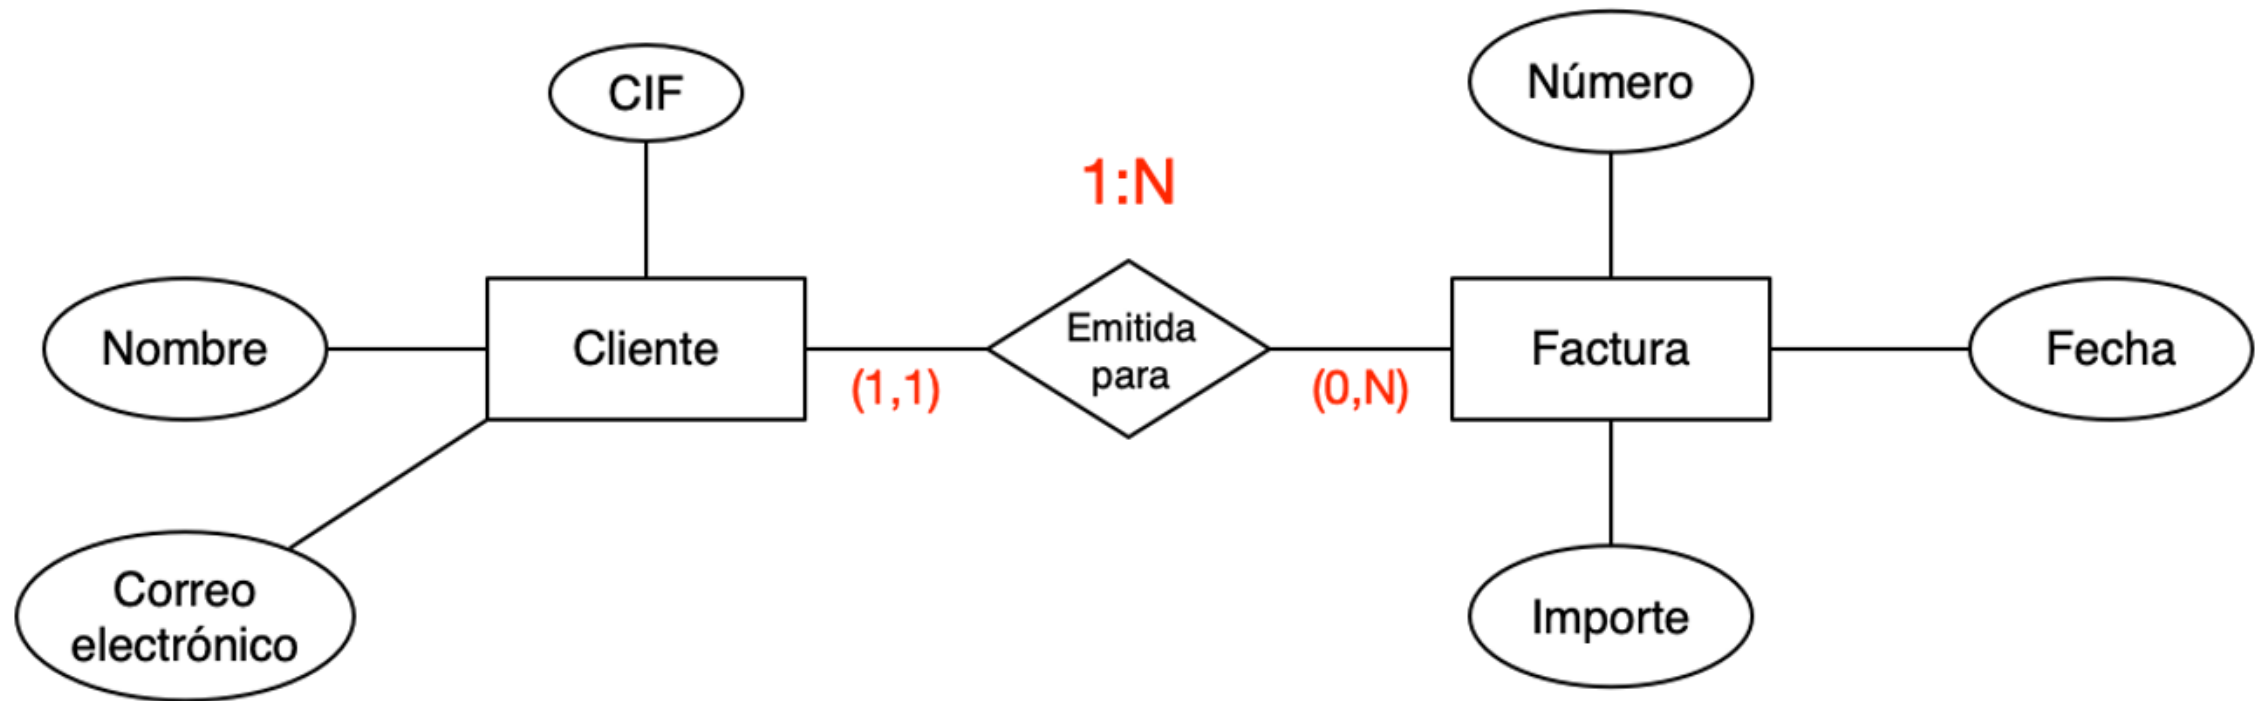 CIF
Número
1:N
Nombre
Cliente
(1,1)
Emitida
para
(0,N)
Factura
Fecha
Correo
electrónico
Importe